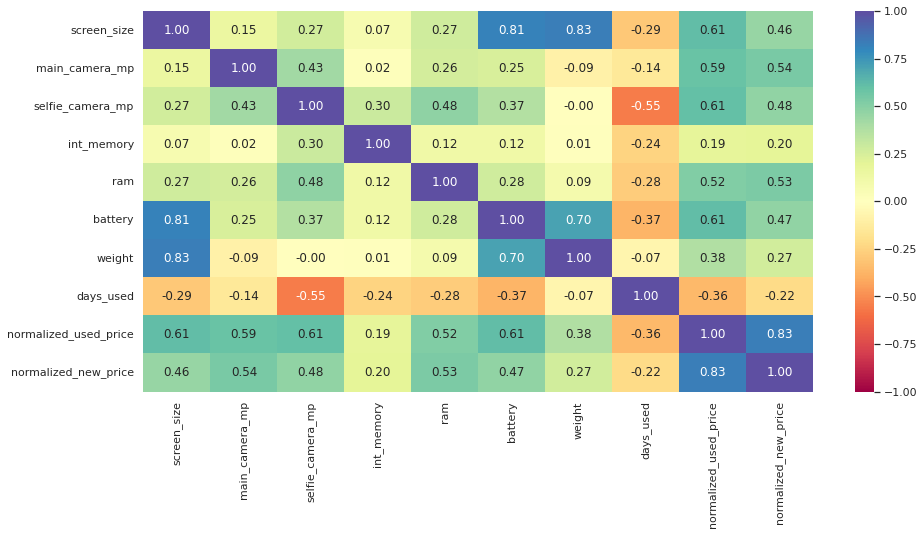 screen_size 1.00 0.15 0.27 0.07 0.27 0.81 0.83 -0.29 0.61 0.46
main_camera_mp 0.15 1.00 0.43 0.02 0.26 0.25 -0.09 -0.14 0.59 0.54
selfie_camera_mp 0.27 0.43 1.00 0.30 0.48 0.37 -0.00 -0.55 0.61 0.48
int_memory 0.07 0.02 0.30 1.00 0.12 0.12 0.01 -0.24 0.19 0.20
ram 0.27 0.26 0.48 0.12 1.00 0.28 0.09 -0.28 0.52 0.53
battery 0.81 0.25 0.37 0.12 0.28 1.00 0.70 -0.37 0.61 0.47
weight 0.83 -0.09 -0.00 0.01 0.09 0.70 1.00 -0.07 0.38 0.27
days_used -0.29 -0.14 -0.55 -0.24 -0.28 -0.37 -0.07 1.00 -0.36 -0.22
normalized_used_price 0.61 0.59 0.61 0.19 0.52 0.61 0.38 -0.36 1.00 0.83
normalized_new_price 0.46 0.54 0.48 0.20 0.53 0.47 0.27 -0.22 0.83 1.00
screen_size
main_camera_mp
selfie_camera_mp
int_memory
ram
battery
weight
days_used
normalized_used_price
normalized_new_price
1.00
0.75
0.50
0.25
0.00
−0.25
−0.50
−0.75
−1.00